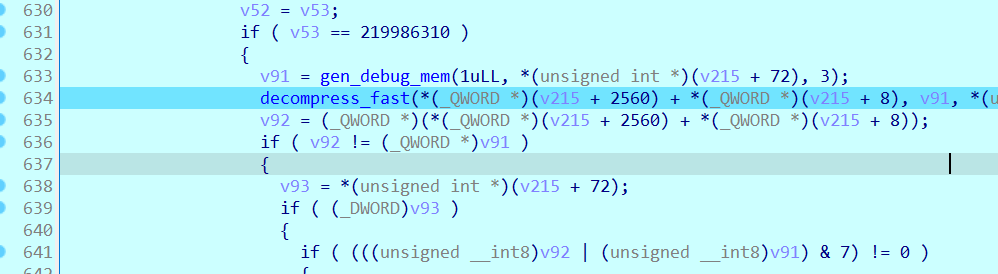 630 v52 = v53;
631 if ( v53 == 219986310 )
632 {
633 v91 = gen_debug_mem(1uLL, *(unsigned int *)(v215 + 72), 3);
634 decompress_fast(*(_QWORD *)(v215 + 2560) + *(_QWORD *)(v215 + 8), v91, *(u
635 v92 = (_QWORD *)(*(_QWORD *)(v215 + 2560) + *(_QWORD *)(v215 + 8));
636 if ( v92 != (_QWORD *)v91 )
637 {
638 v93 = *(unsigned int *)(v215 + 72);
639 if ( (_DWORD)v93 )
640 {
641 if ( (((unsigned __int8)v92 | (unsigned __int8)v91) & 7) != 0 )
642 {